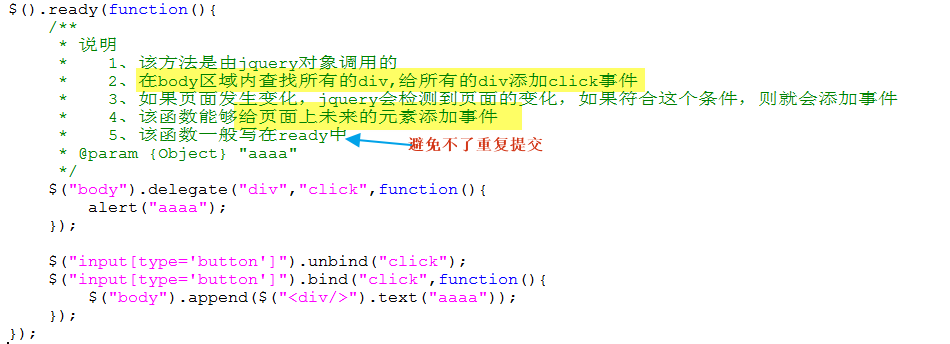 $().ready(function(){
/**
* 说明
* 1、该方法是由jquery对象调用的
* 2、在body区域内查找所有的div,给所有的div添加click事件
* 3、如果页面发生变化，jquery会检测到页面的变化，如果符合这个条件，则就会添加事件
* 4、该函数能够给页面上未来的元素添加事件
* 5、该函数一般写在ready中
避免不了重复提交
* @param {Object} "aaaa"
*/
$("body").delegate("div","click",function(){
alert("aaaa");
});
$("input[type='button']").unbind("click");
$("input[type='button']").bind("click",function(){
$("body").append($("<div/>").text("aaaa"));
});
});